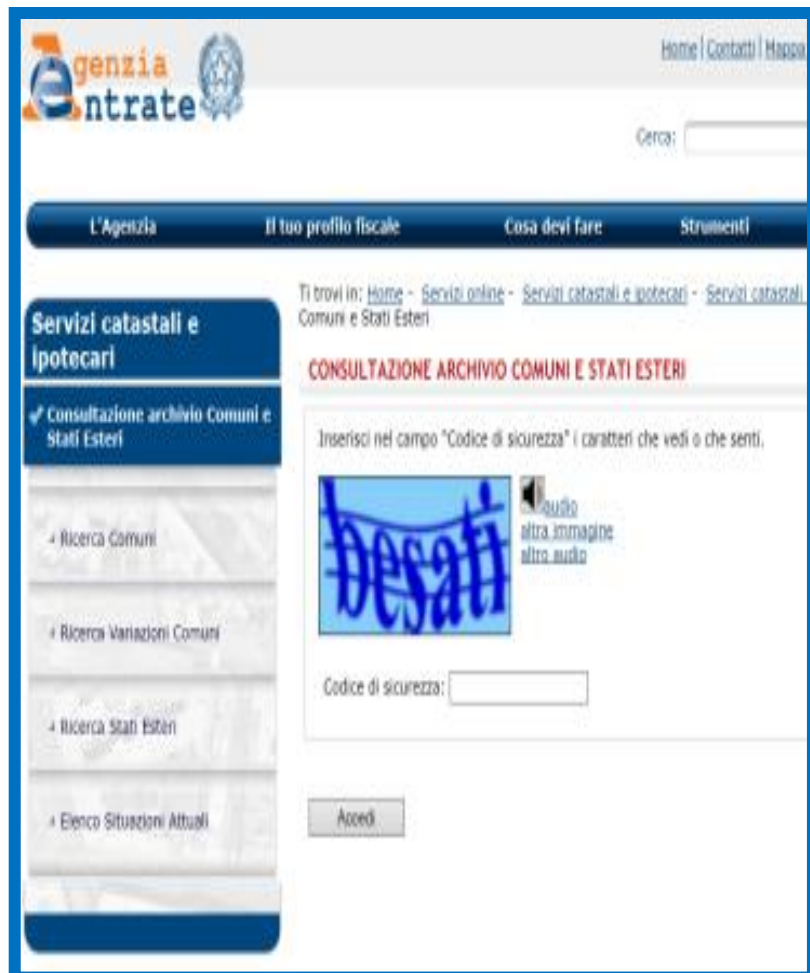 Agenzia
Entrate
Home | Contatti | Mappa
Cerca:
L'Agenzia Il tuo profilo fiscale Cosa devi fare Strumenti
Servizi catastali e
ipotecari
✔ Consultazione archivio Comuni e
Stati Esteri
Ricerca Comuni
Ricerca Variazioni Comuni
Ricerca Stati Esteri
Elenco Situazioni Attuali
Ti trovi in: Home - Servizi online - Servizi catastali e ipotecari - Servizi catastali
Comuni e Stati Esteri
CONSULTAZIONE ARCHIVIO COMUNI E STATI ESTERI
Inserisci nel campo "Codice di sicurezza" i caratteri che vedi o che senti.
besati
audio
altra immagine
altro audio
Codice di sicurezza:
Accedi